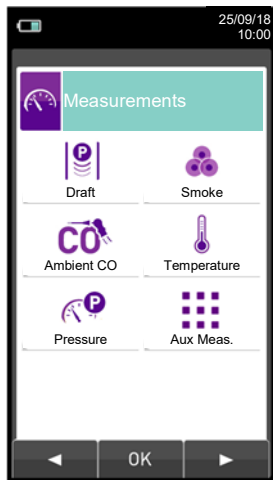 25/09/18
10:00
Measurements
P
Draft
Smoke
CO
Ambient CO
Temperature
P
Pressure
Aux Meas.
OK